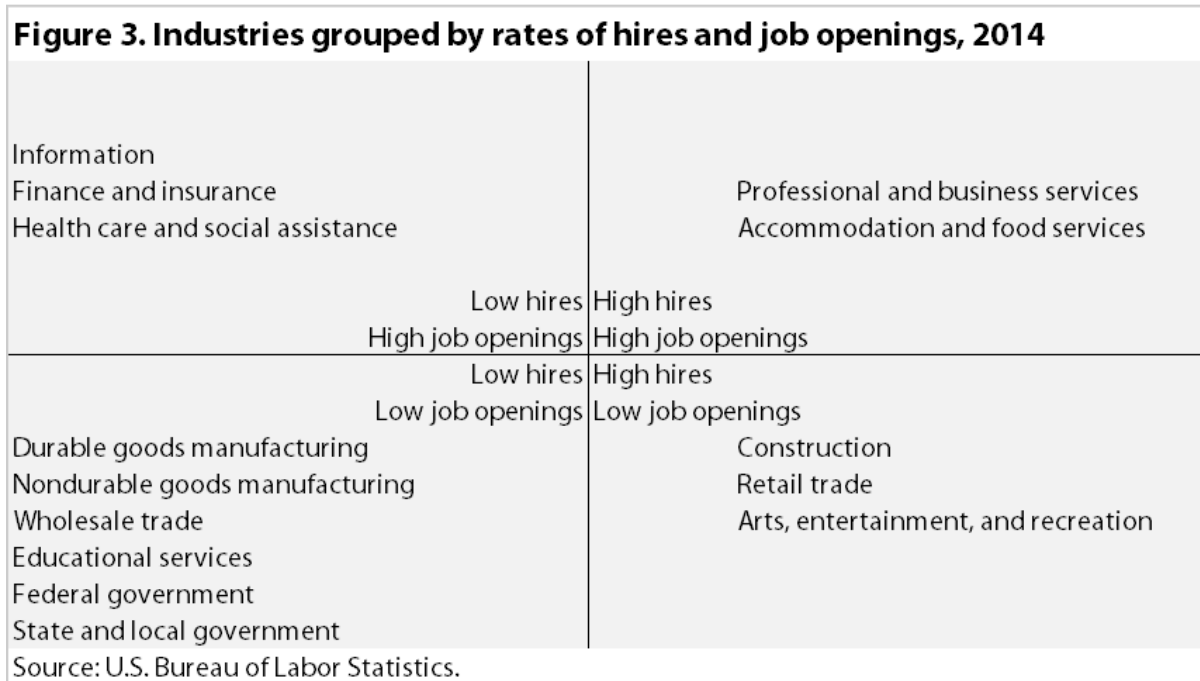 Figure 3. Industries grouped by rates of hires and job openings, 2014
Information
Finance and insurance
Health care and social assistance
Professional and business services
Accommodation and food services
Low hires
High job openings
High hires
High job openings
Low hires
Low job openings
High hires
Low job openings
Durable goods manufacturing
Nondurable goods manufacturing
Wholesale trade
Educational services
Federal government
State and local government
Construction
Retail trade
Arts, entertainment, and recreation
Source: U.S. Bureau of Labor Statistics.